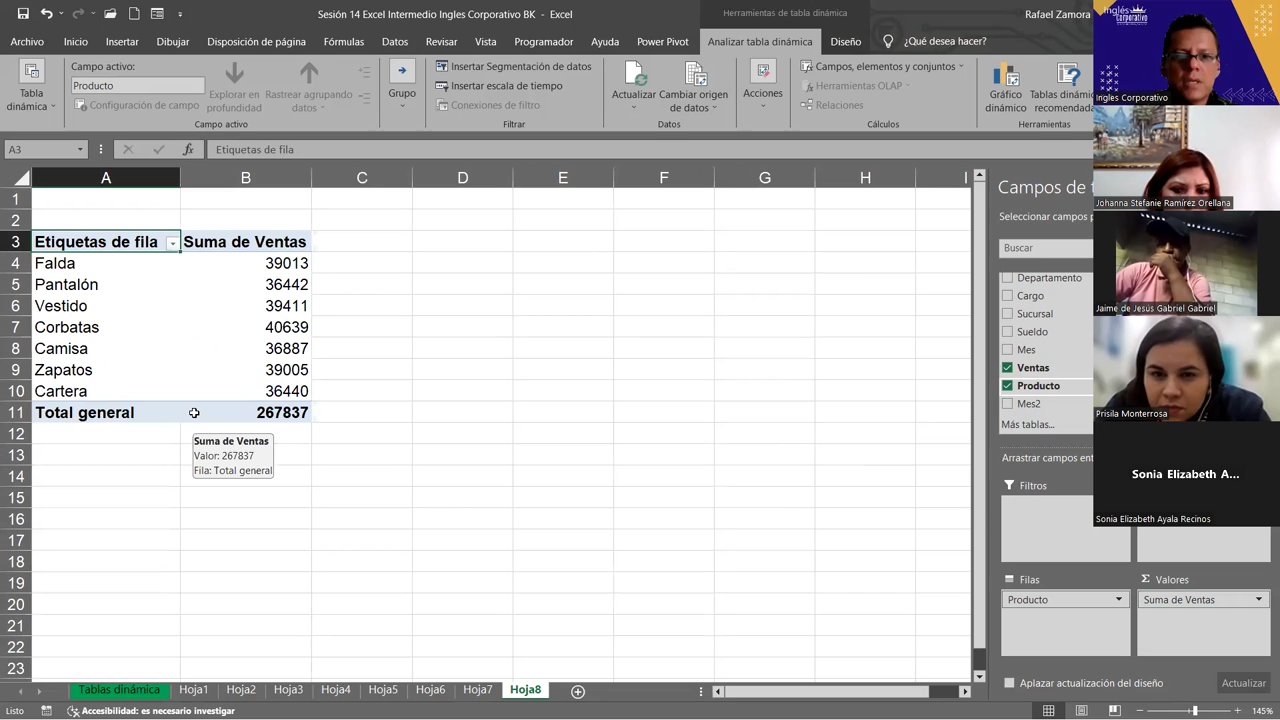 Sesión 14 Excel Intermedio Ingles Corporativo BK - Excel
Herramientas de tabla dinámica
Rafael Zamora
Archivo Inicio Insertar Dibujar Disposición de página Fórmulas Datos Revisar Vista Programador Ayuda Power Pivot Analizar tabla dinámica Diseño ¿Qué desea hacer?
Tabla dinámica
Campo activo:
Producto
Configuración de campo
Explorar en profundidad
Rastrear agrupando datos
Campo activo
Grupo
Insertar Segmentación de datos
Insertar escala de tiempo
Conexiones de filtro
Filtrar
Actualizar
Cambiar origen de datos
Datos
Acciones
Campos, elementos y conjuntos
Herramientas OLAP
Relaciones
Cálculos
Gráfico dinámico
Tablas dinámi
recomendad
Herramientas
A3
fx
Etiquetas de fila
A B C D E F G H I
1
2
3 Etiquetas de fila Suma de Ventas
4 Falda 39013
5 Pantalón 36442
6 Vestido 39411
7 Corbatas 40639
8 Camisa 36887
9 Zapatos 39005
10 Cartera 36440
11 Total general 267837
12
13
14
15
16
17
18
19
20
21
22
23
Suma de Ventas
Valor: 267837
Fila: Total general
Campos de t
Seleccionar campos p
Buscar
Departamento
Cargo
Sucursal
Sueldo
Mes
Ventas
Producto
Mes2
Más tablas...
Arrastrar campos ent
Filtros
Filas
Σ Valores
Producto
Suma de Ventas
Aplazar actualización del diseño
Actualizar
Tablas dinámica Hoja1 Hoja2 Hoja3 Hoja4 Hoja5 Hoja6 Hoja7 Hoja8
Listo
Accesibilidad: es necesario investigar
145%
Inglés
Corporativo
Ingles Corporativo
Johanna Stefanie Ramírez Orellana
Jaime de Jesús Gabriel Gabriel
Prisila Monterrosa
Sonia Elizabeth A...
Sonia Elizabeth Ayala Recinos